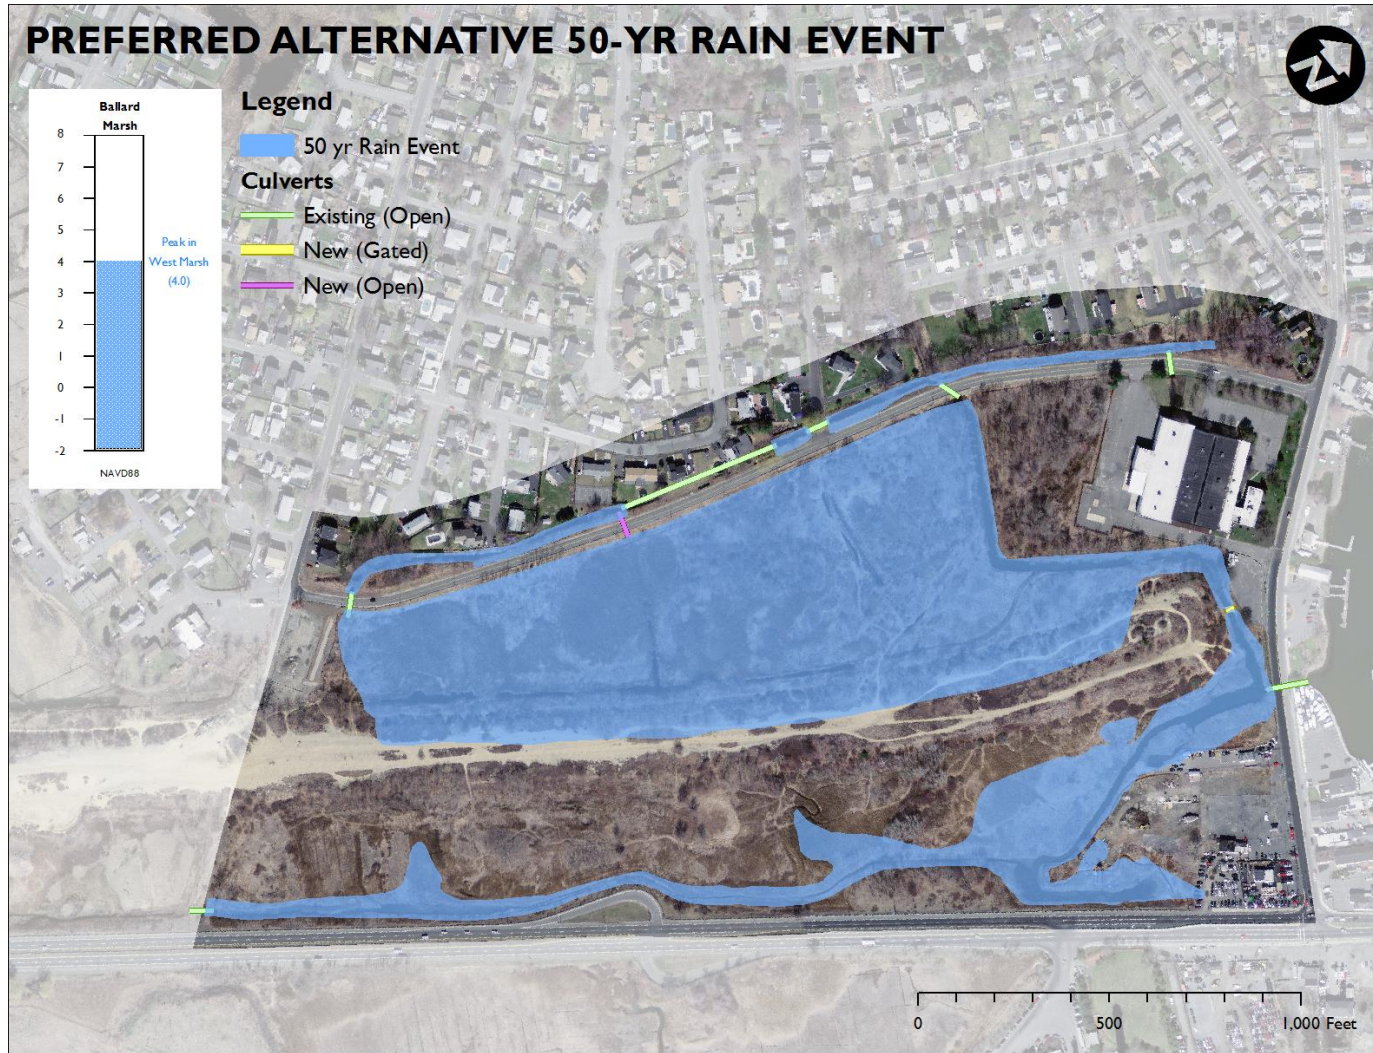 PREFERRED ALTERNATIVE 50-YR RAIN EVENT
N
Ballard
Marsh
8
7
6
5
4
3
2
1
0
-1
-2
Peak in
West Marsh
(4.0)
NAVD88
Legend
50 yr Rain Event
Culverts
Existing (Open)
New (Gated)
New (Open)
0 500 1,000 Feet